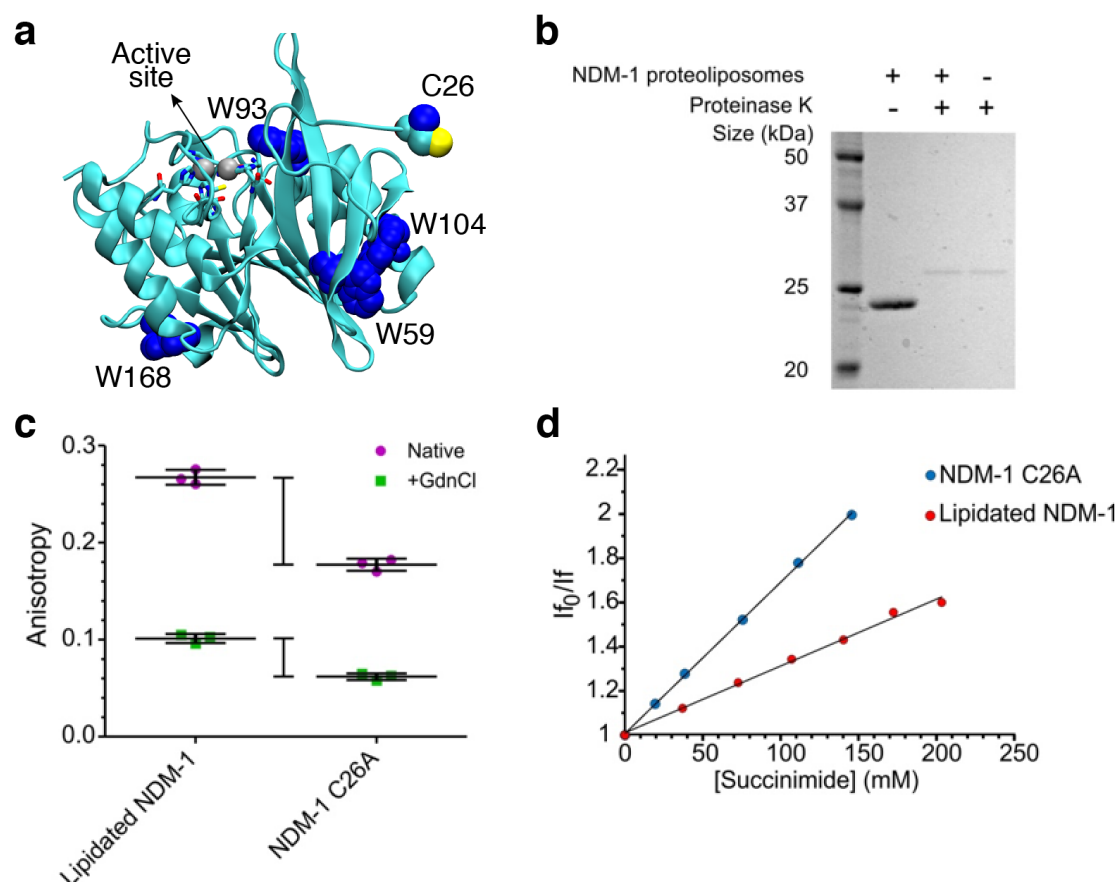 a
Active
site
W93
C26
W104
W59
W168
b
NDM-1 proteoliposomes + + -
Proteinase K - + +
Size (kDa)
50
37
25
20
c
0.3
0.2
0.1
0.0
Anisotropy
Native
+GdnCl
Lipidated NDM-1
NDM-1 C26A
d
2.2
2
1.8
1.6
1.4
1.2
1
If₀/If
NDM-1 C26A
Lipidated NDM-1
0 50 100 150 200 250
[Succinimide] (mM)